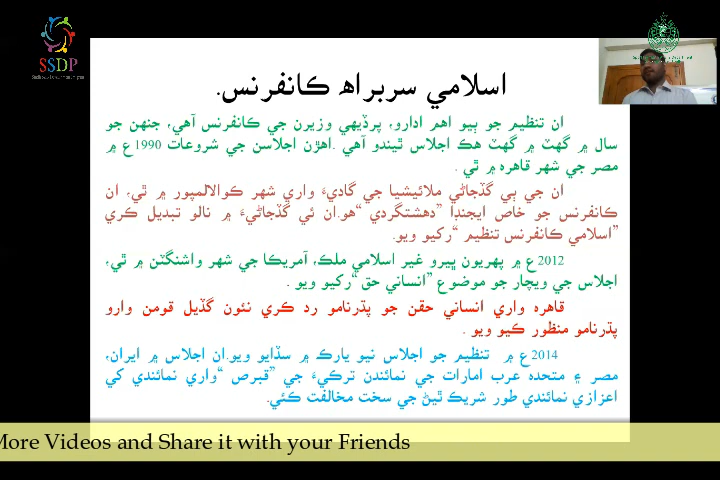 SSDP
اسلامي سربراھ ڪانفرنس.
ان تنظيم جو ٻيو اهم ادارو، پرڏيهي وزيرن جي ڪانفرنس آهي، جنهن جو
سال ۾ گهٽ ۾ گهٽ هڪ اجلاس ٿيندو آهي .اهڙن اجلاسن جي شروعات 1990ع ۾
مصر جي شهر قاهره ۾ ٿي .
ان جي ٻي گڏجاڻي ملائيشيا جي گاديءَ واري شهر ڪوالالمپور ۾ ٿي، ان
ڪانفرنس جو خاص ايجنڊا ”دهشتگردي “هو.ان ئي گڏجاڻيءَ ۾ نالو تبديل ڪري
”اسلامي ڪانفرنس تنظيم “رکيو ويو.
2012ع ۾ پهريون ڀيرو غير اسلامي ملڪ، آمريڪا جي شهر واشنگٽن ۾ ٿي،
اجلاس جي ويچار جو موضوع ”انساني حق “رکيو ويو .
قاهره واري انساني حقن جو پڌرنامو رد ڪري نئون گڏيل قومن وارو
پڌرنامو منظور ڪيو ويو .
2014ع ۾ تنظيم جو اجلاس نيو يارڪ ۾ سڏايو ويو.ان اجلاس ۾ ايران،
مصر ۽ متحده عرب امارات جي نمائندن ترڪيءَ جي ”قبرص “واري نمائندي کي
اعزازي نمائندي طور شريڪ ٿيڻ جي سخت مخالفت ڪئي.
More Videos and Share it with your Friends